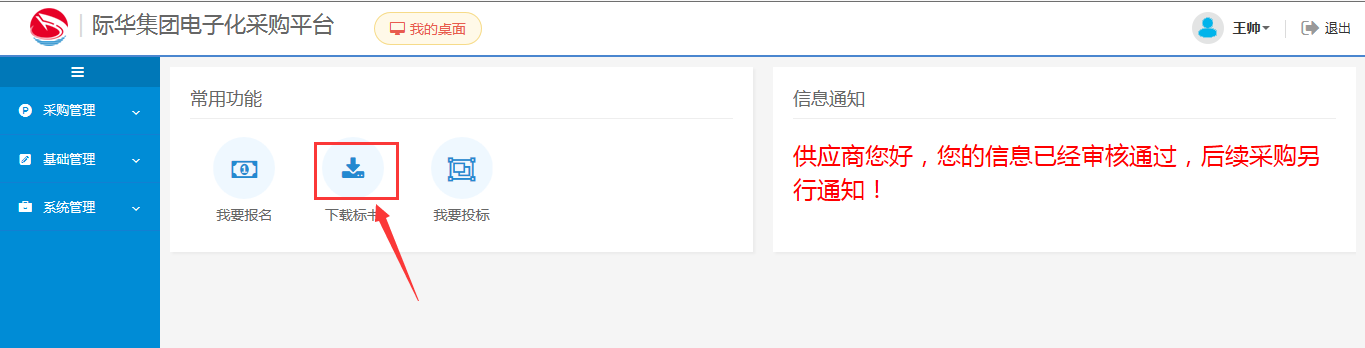 际华集团电子化采购平台
我的桌面
王帅
退出
采购管理
基础管理
系统管理
常用功能
我要报名
下载标书
我要投标
信息通知
供应商您好，您的信息已经审核通过，后续采购另
行通知！